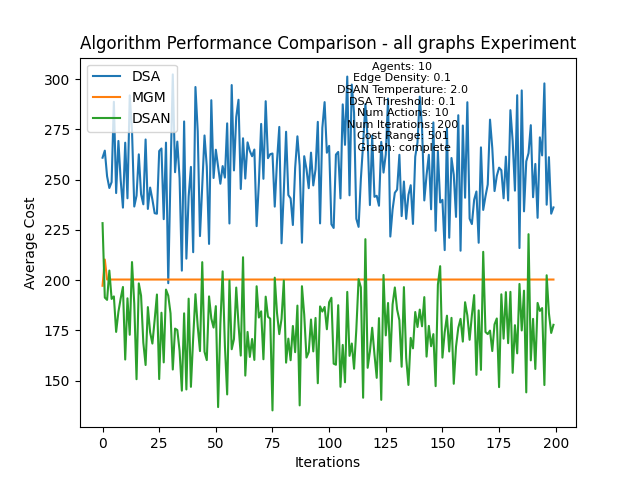 Algorithm Performance Comparison - all graphs Experiment
DSA
MGM
DSAN
Agents: 10
Edge Density: 0.1
DSAN Temperature: 2.0
DSA Threshold: 0.1
Num Actions: 10
Num Iterations: 200
Cost Range: 501
Graph: complete
Average Cost
300
275
250
225
200
175
150
0
25
50
75
100
125
150
175
200
Iterations